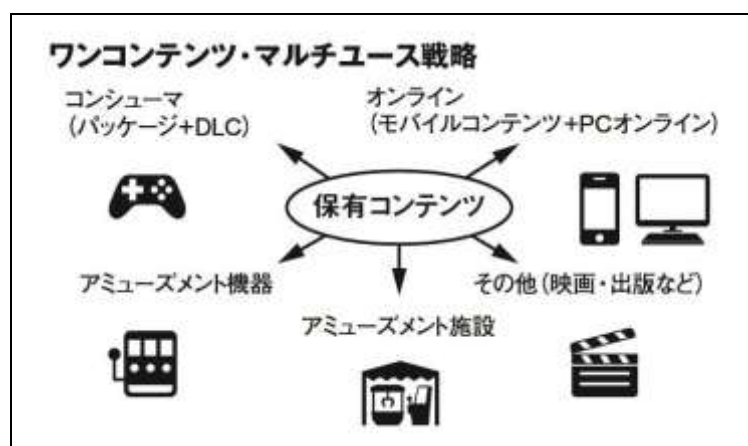 ワンコンテンツ・マルチユース戦略
コンシューマ
(パッケージ+DLC)
オンライン
(モバイルコンテンツ+PCオンライン)
保有コンテンツ
アミューズメント機器
その他(映画・出版など)
アミューズメント施設